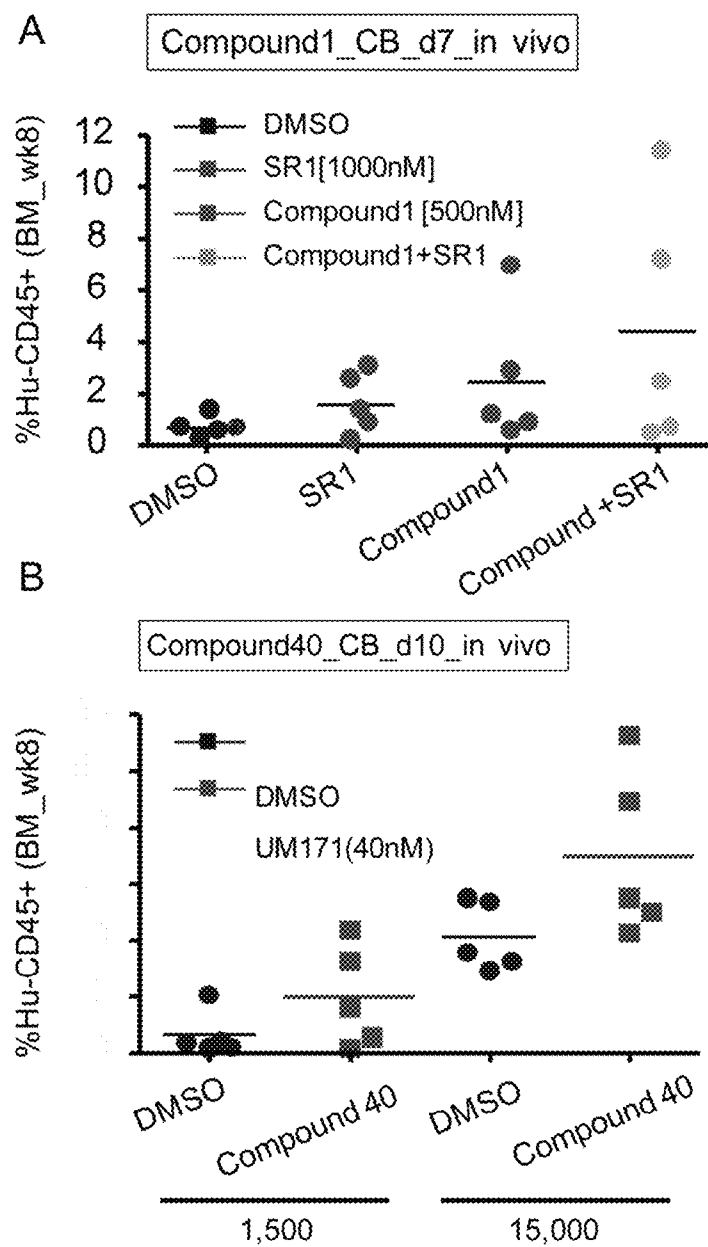 A
Compound1_CB_d7_in vivo
%Hu-CD45+ (BM_wk8)
12
10
8
6
4
2
0
DMSO
SR1[1000nM]
Compound1 [500nM]
Compound1+SR1
DMSO
SR1
Compound1
Compound +SR1
B
Compound40_CB_d10_in vivo
%Hu-CD45+ (BM_wk8)
DMSO
UM171(40nM)
DMSO
Compound 40
DMSO
Compound 40
1,500
15,000